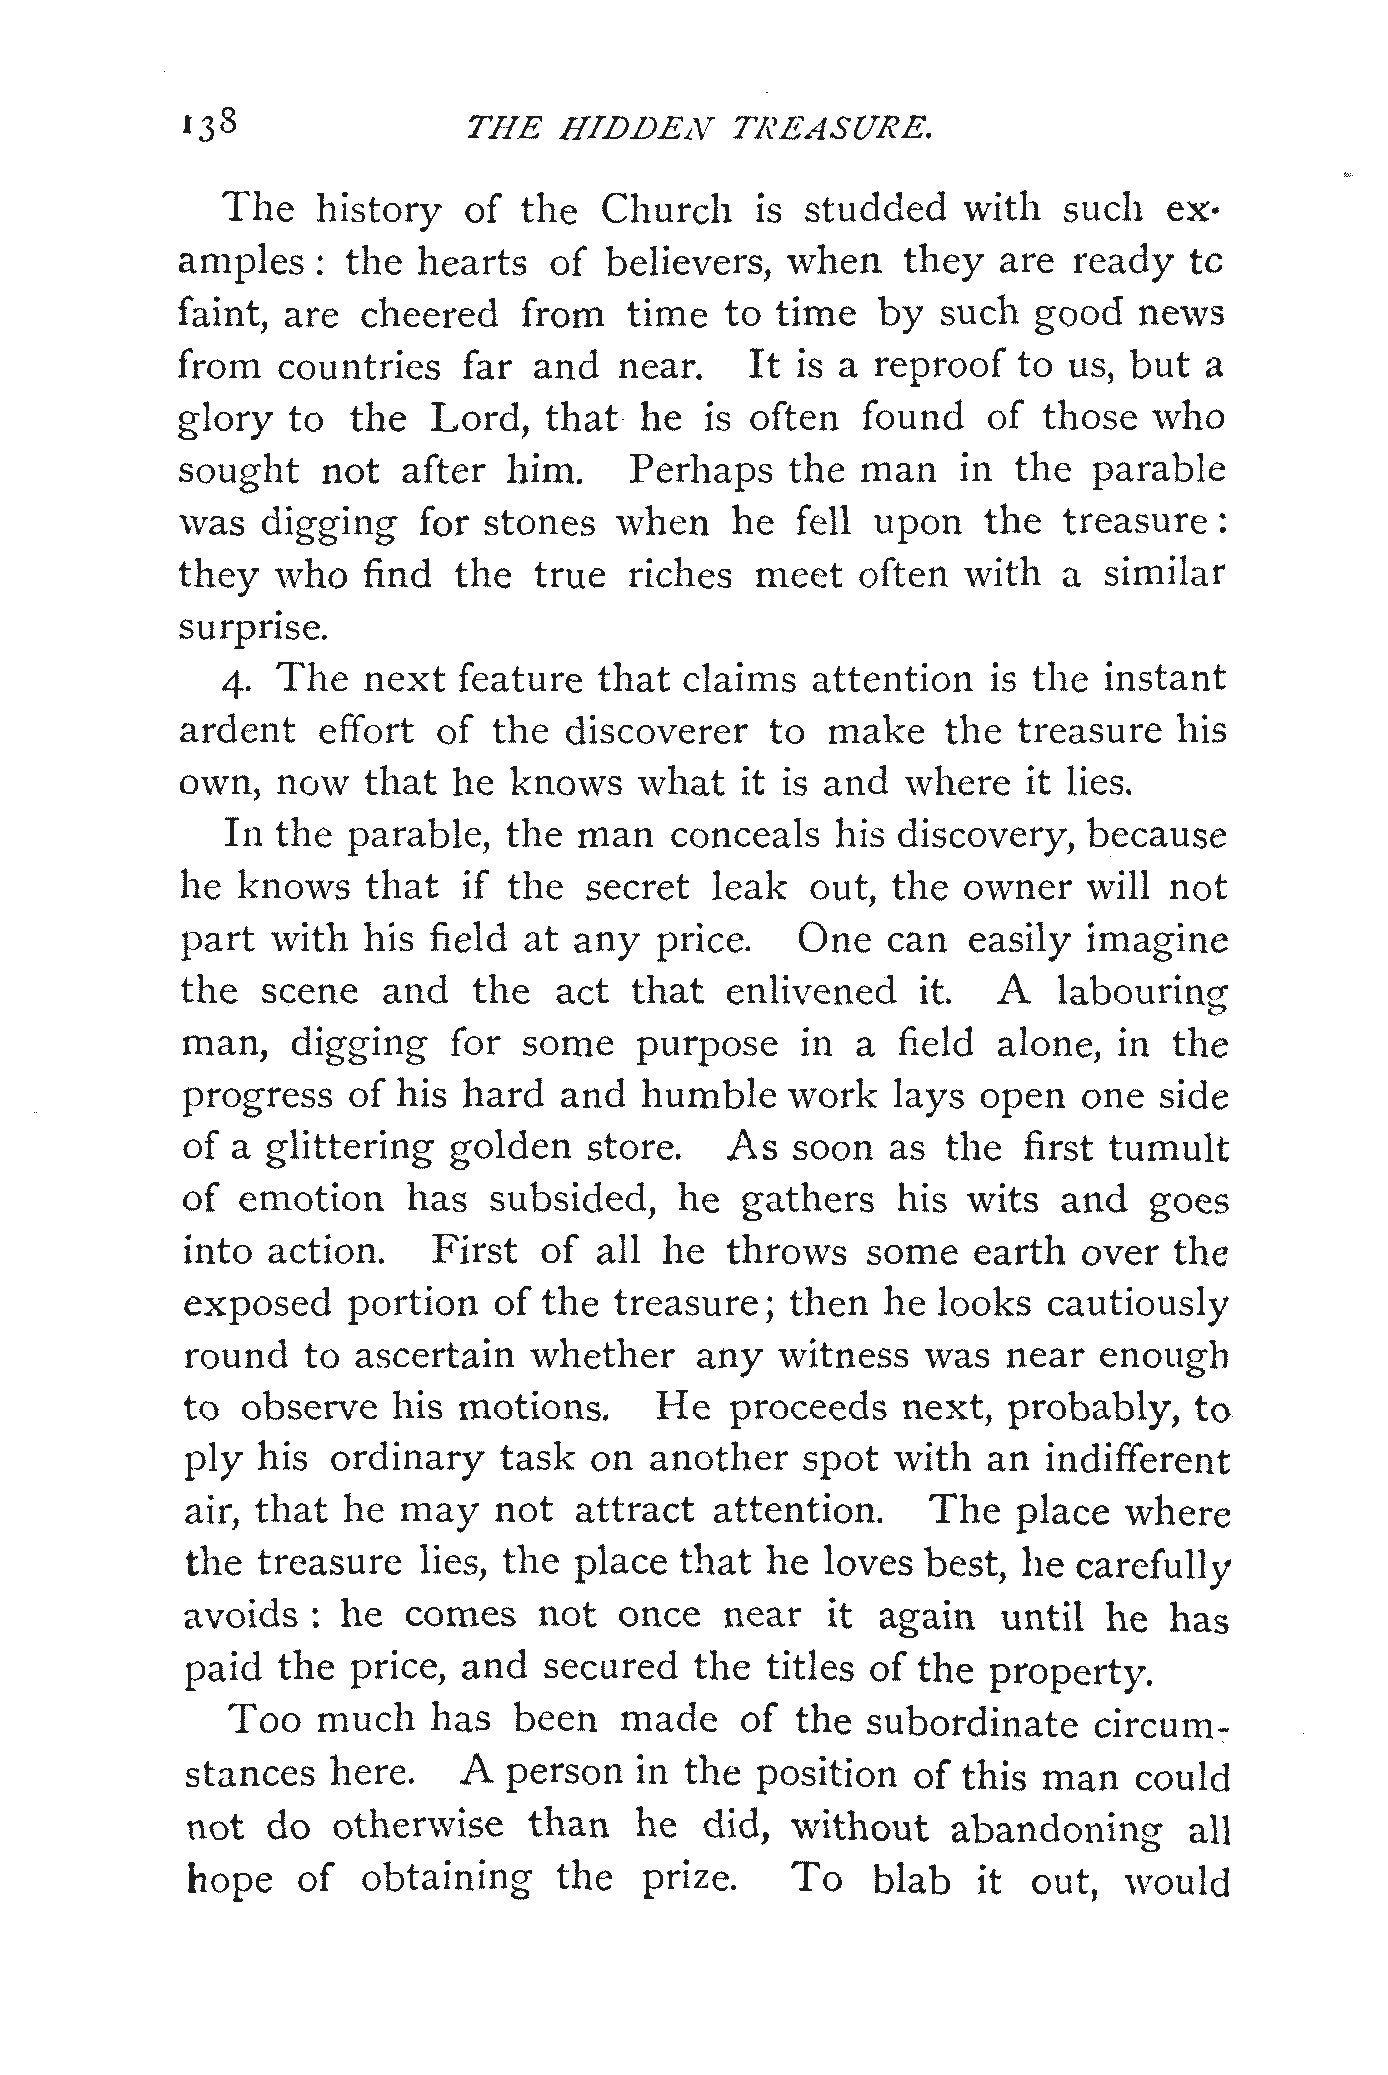 138 THE HIDDEN TREASURE.
The history of the Church is studded with such ex-
amples : the hearts of believers, when they are ready to
faint, are cheered from time to time by such good news
from countries far and near. It is a reproof to us, but a
glory to the Lord, that he is often found of those who
sought not after him. Perhaps the man in the parable
was digging for stones when he fell upon the treasure :
they who find the true riches meet often with a similar
surprise.
4. The next feature that claims attention is the instant
ardent effort of the discoverer to make the treasure his
own, now that he knows what it is and where it lies.
In the parable, the man conceals his discovery, because
he knows that if the secret leak out, the owner will not
part with his field at any price. One can easily imagine
the scene and the act that enlivened it. A labouring
man, digging for some purpose in a field alone, in the
progress of his hard and humble work lays open one side
of a glittering golden store. As soon as the first tumult
of emotion has subsided, he gathers his wits and goes
into action. First of all he throws some earth over the
exposed portion of the treasure; then he looks cautiously
round to ascertain whether any witness was near enough
to observe his motions. He proceeds next, probably, to
ply his ordinary task on another spot with an indifferent
air, that he may not attract attention. The place where
the treasure lies, the place that he loves best, he carefully
avoids : he comes not once near it again until he has
paid the price, and secured the titles of the property.
Too much has been made of the subordinate circum-
stances here. A person in the position of this man could
not do otherwise than he did, without abandoning all
hope of obtaining the prize. To blab it out, would